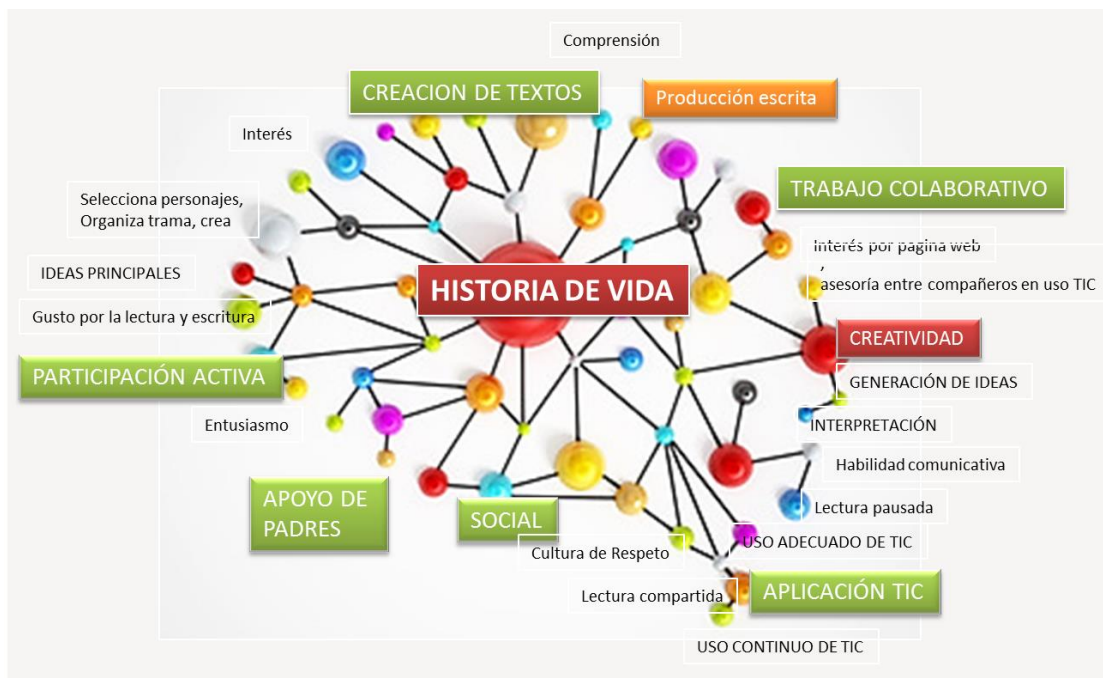 Comprensión
CREACION DE TEXTOS
Producción escrita
Interés
TRABAJO COLABORATIVO
Selecciona personajes,
Organiza trama, crea
Interés por pagina web
,
asesoría entre compañeros en uso TIC
IDEAS PRINCIPALES
HISTORIA DE VIDA
Gusto por la lectura y escritura
CREATIVIDAD
PARTICIPACIÓN ACTIVA
GENERACIÓN DE IDEAS
Entusiasmo
INTERPRETACIÓN
Habilidad comunicativa
APOYO DE
PADRES
Lectura pausada
SOCIAL
USO ADECUADO DE TIC
Cultura de Respeto
Lectura compartida
APLICACIÓN TIC
USO CONTINUO DE TIC